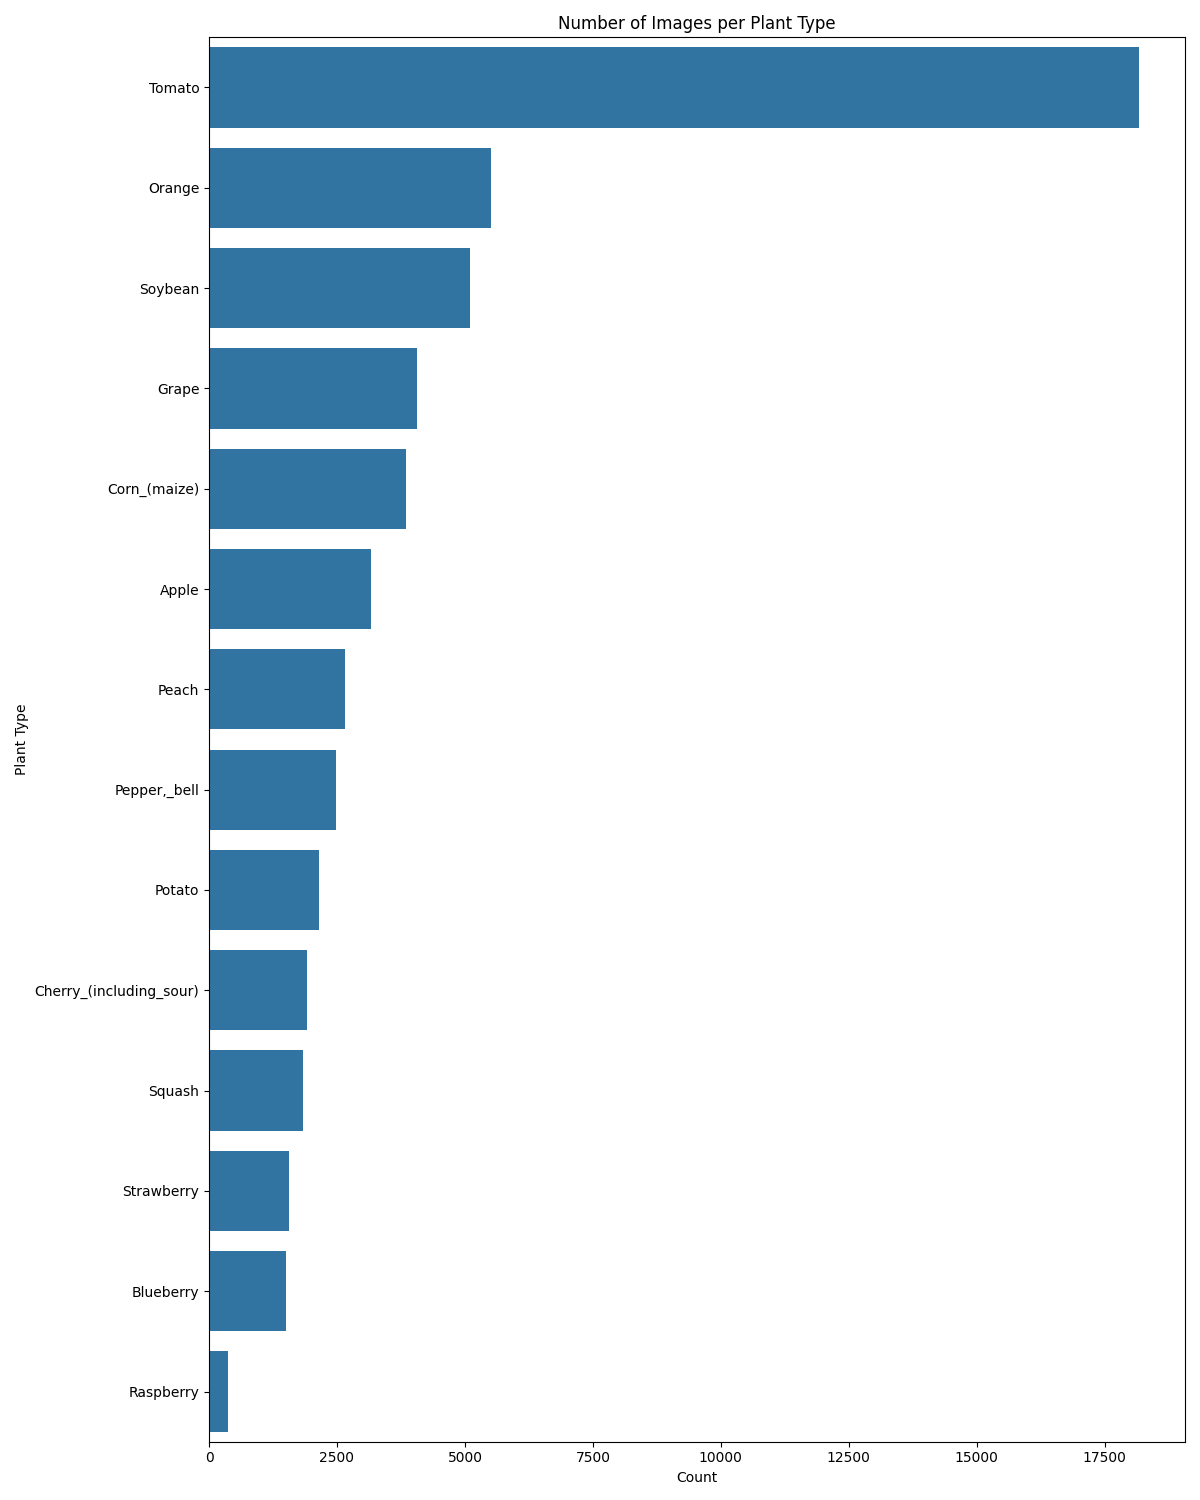 Number of Images per Plant Type
Tomato
Orange
Soybean
Grape
Corn_(maize)
Apple
Peach
Pepper,_bell
Potato
Cherry_(including_sour)
Squash
Strawberry
Blueberry
Raspberry
Plant Type
0 2500 5000 7500 10000 12500 15000 17500
Count